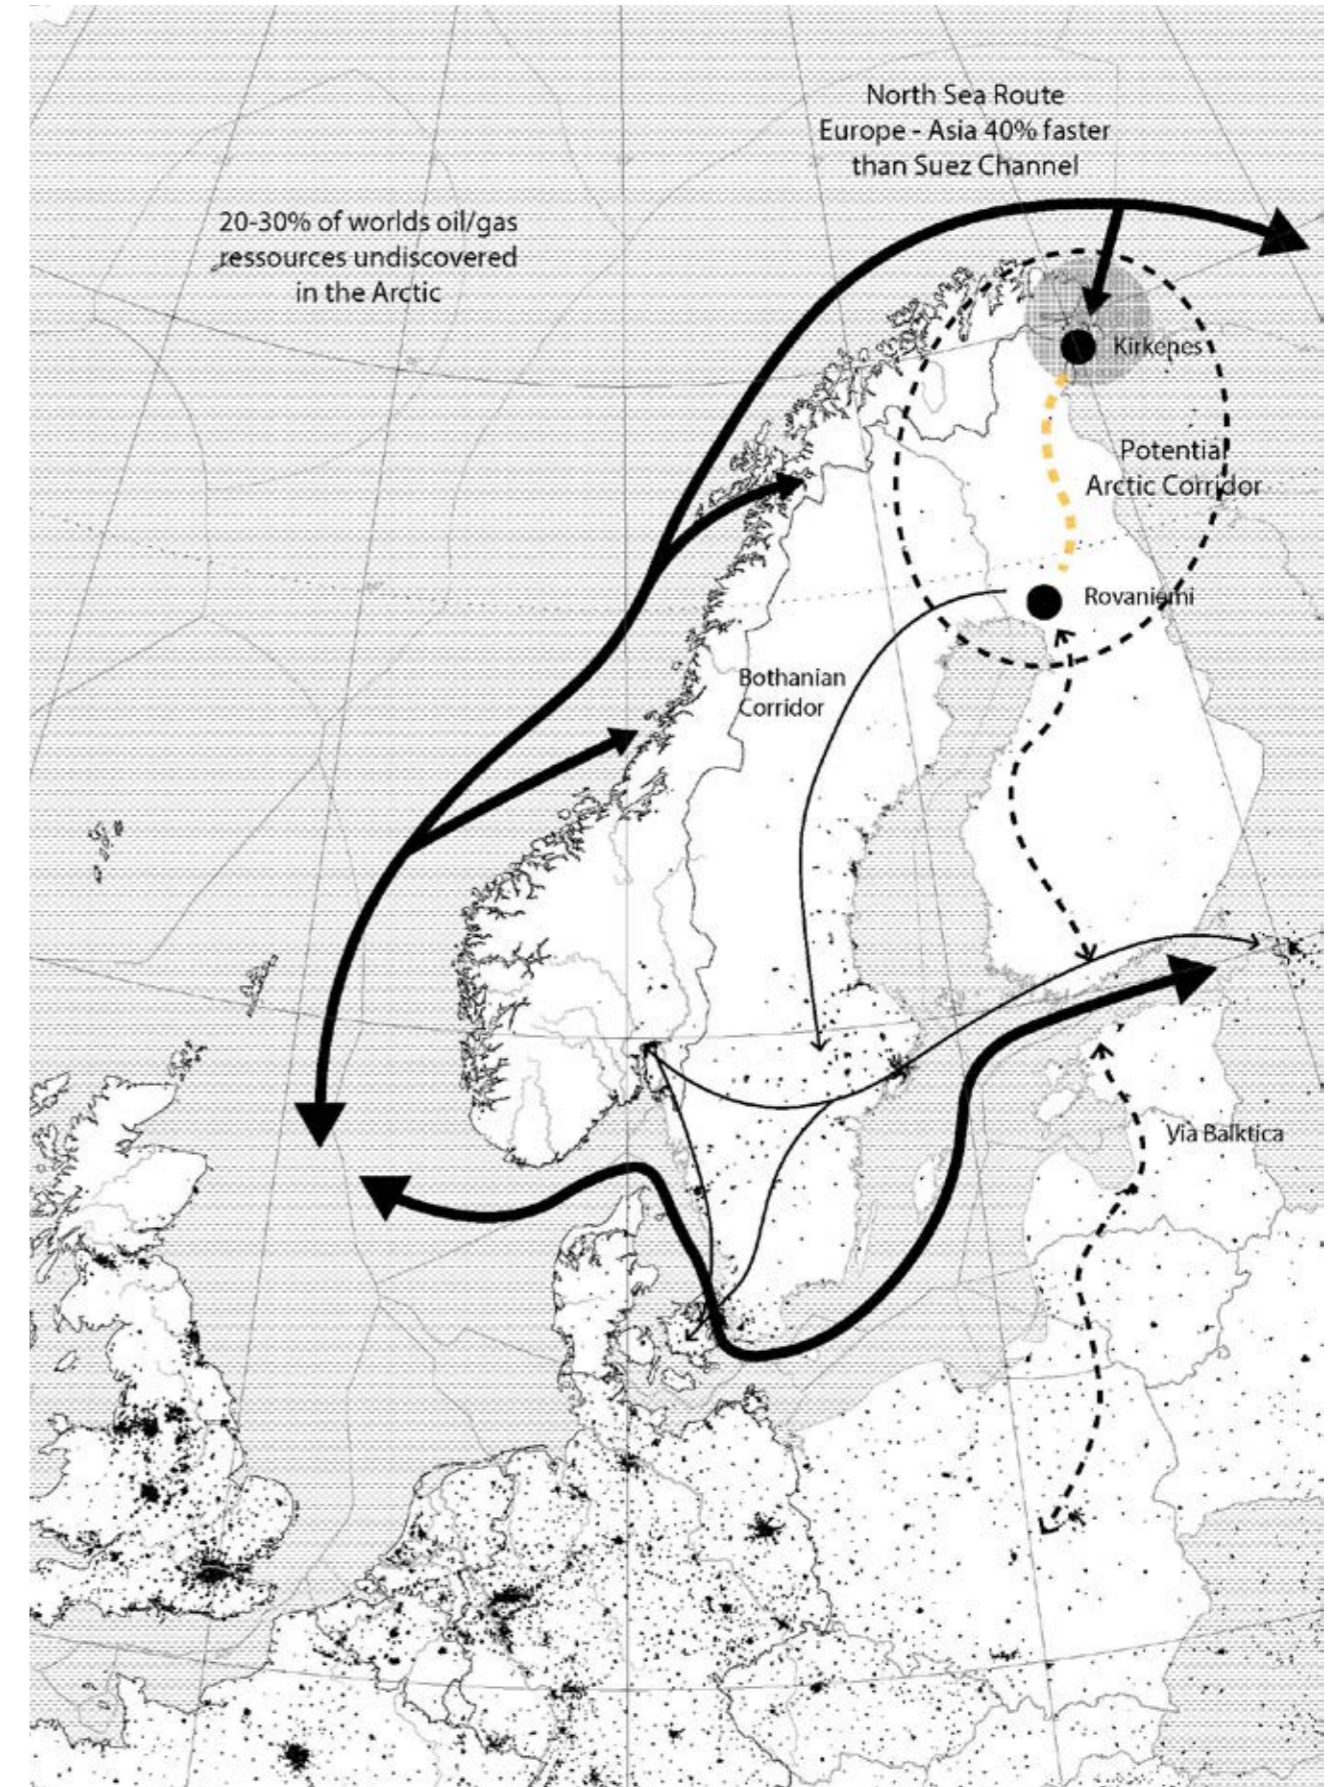 North Sea Route
Europe - Asia 40% faster
than Suez Channel
20-30% of worlds oil/gas
ressources undiscovered
in the Arctic
Kirkenes
Potential
Arctic Corridor
Rovaniemi
Bothanian
Corridor
Via Balktica